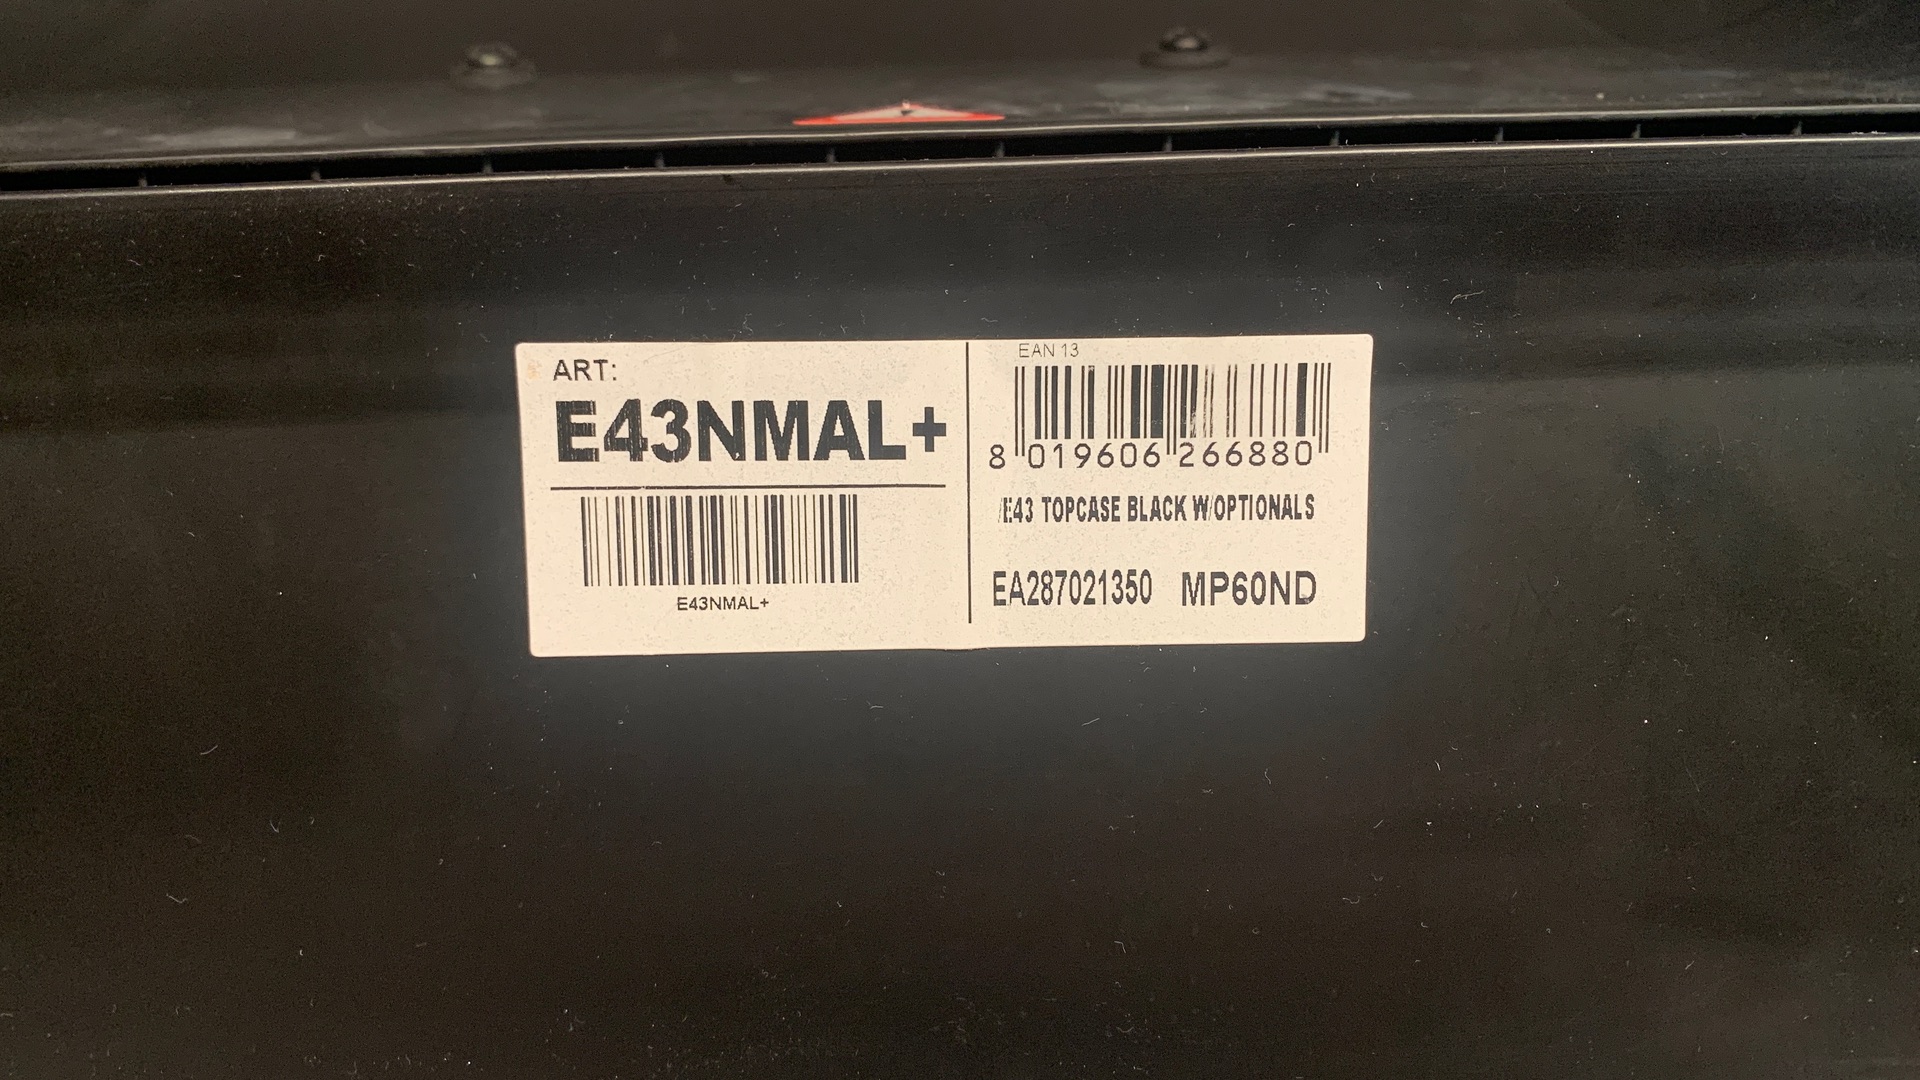 ART:
E43NMAL+
E43NMAL+
EAN 13
8 019606 266880
E43 TOPCASE BLACK W/OPTIONALS
EA287021350 MP60ND